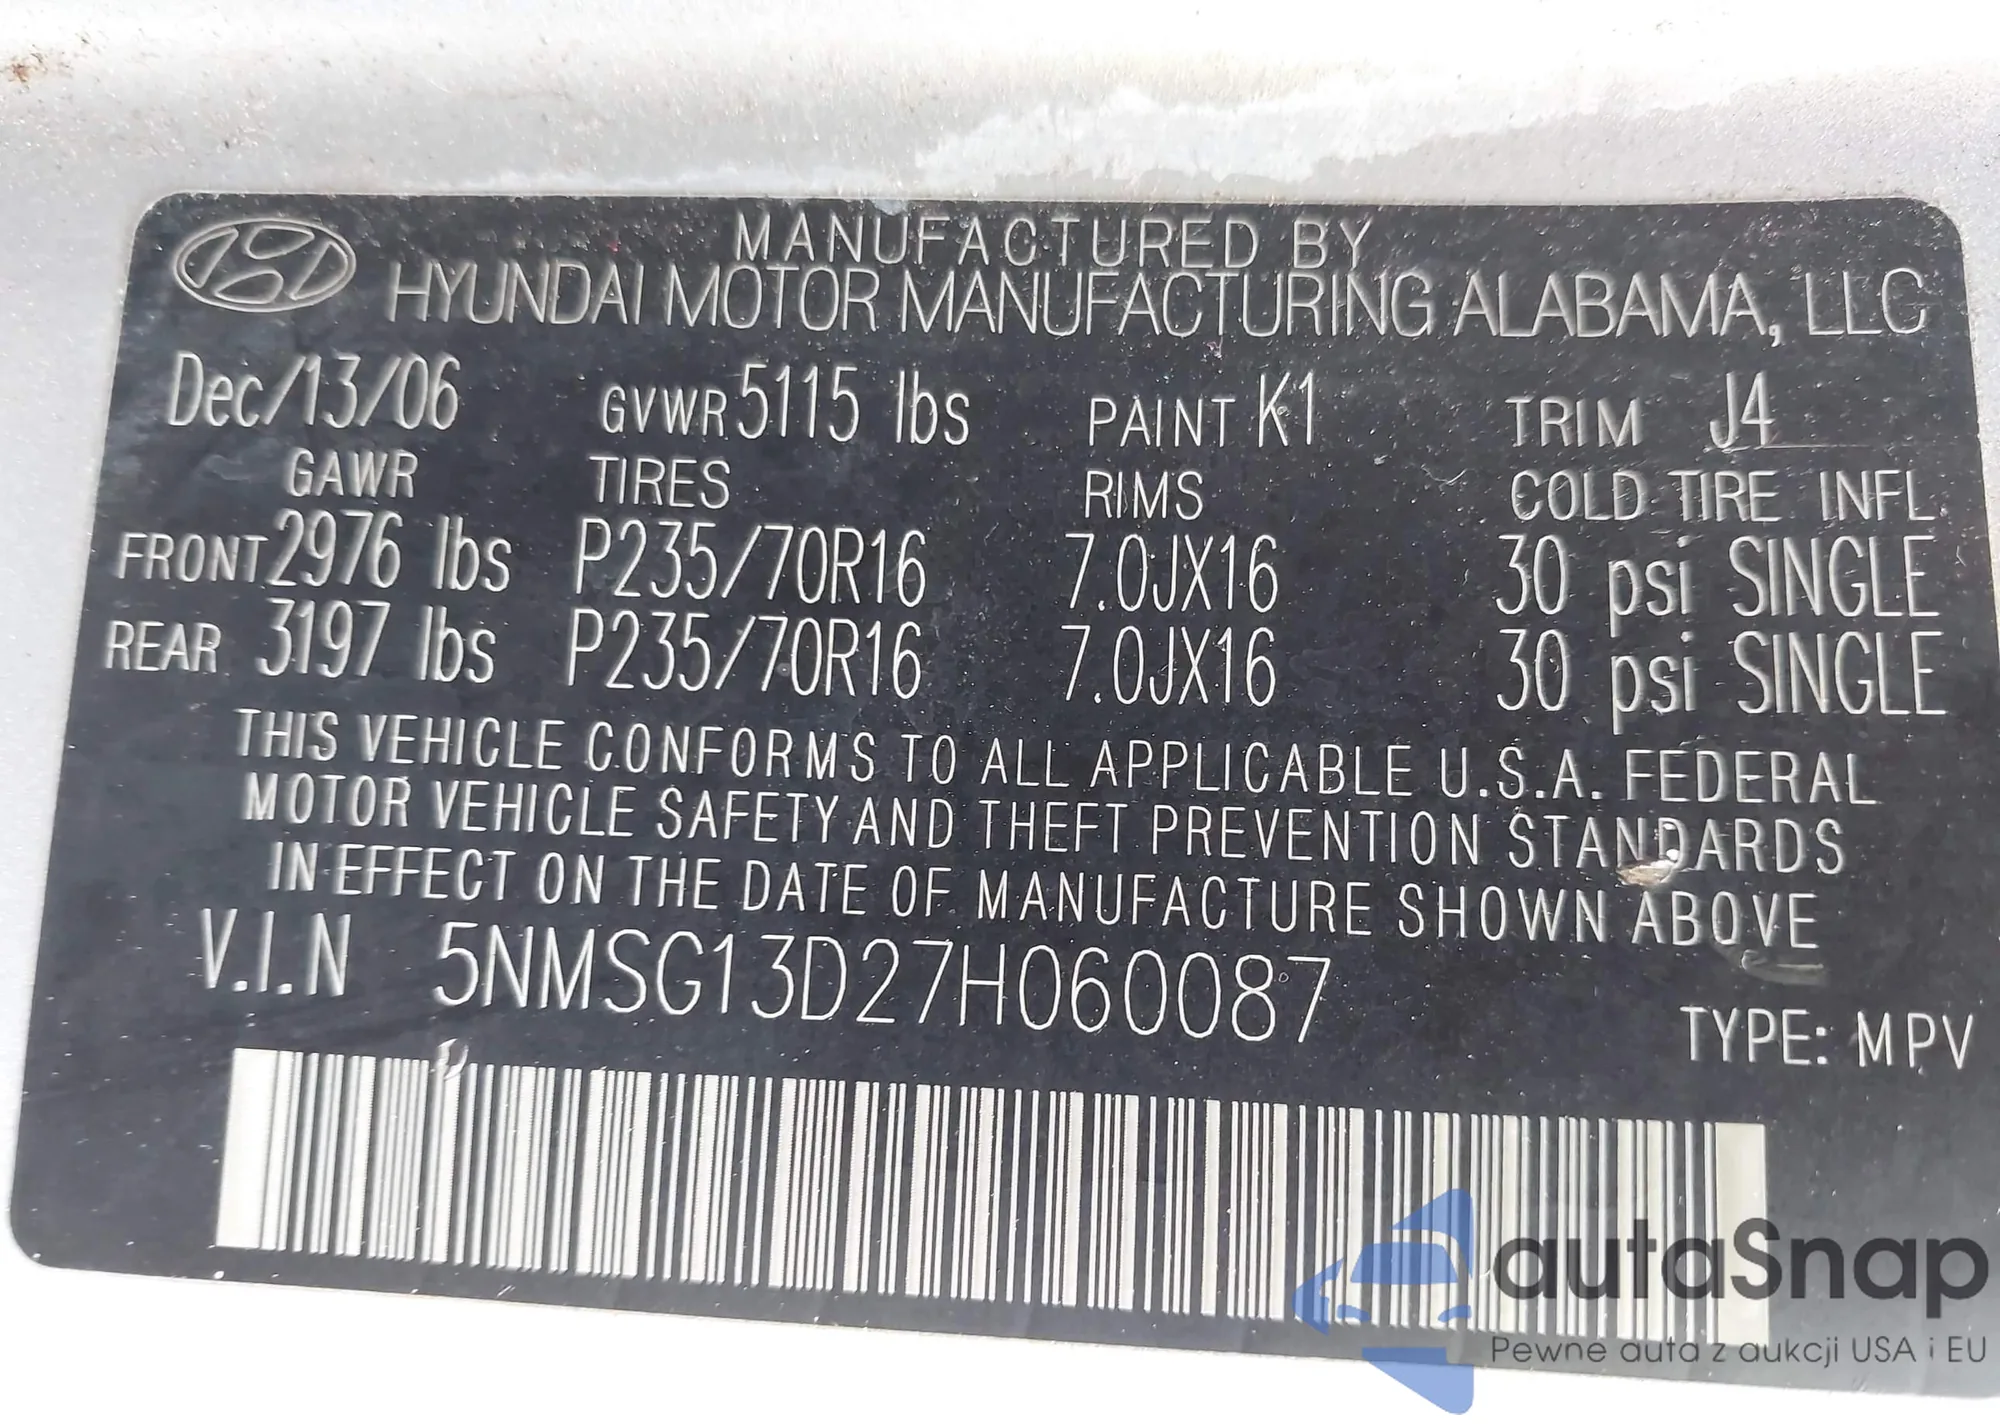 MANUFACTURED BY
HYUNDAI MOTOR MANUFACTURING ALABAMA, LLC
Dec/13/06 GVWR 5115 lbs PAINT K1 TRIM J4
GAWR TIRES RIMS COLD TIRE INFL.
FRONT 2976 lbs P235/70R16 7.0JX16 30 psi SINGLE
REAR 3197 lbs P235/70R16 7.0JX16 30 psi SINGLE
THIS VEHICLE CONFORMS TO ALL APPLICABLE U.S.A. FEDERAL
MOTOR VEHICLE SAFETY AND THEFT PREVENTION STANDARDS
IN EFFECT ON THE DATE OF MANUFACTURE SHOWN ABOVE
V.I.N 5NMSG13D27H060087
TYPE: MPV
autaSnap
Pewne auta z aukcji USA i EU